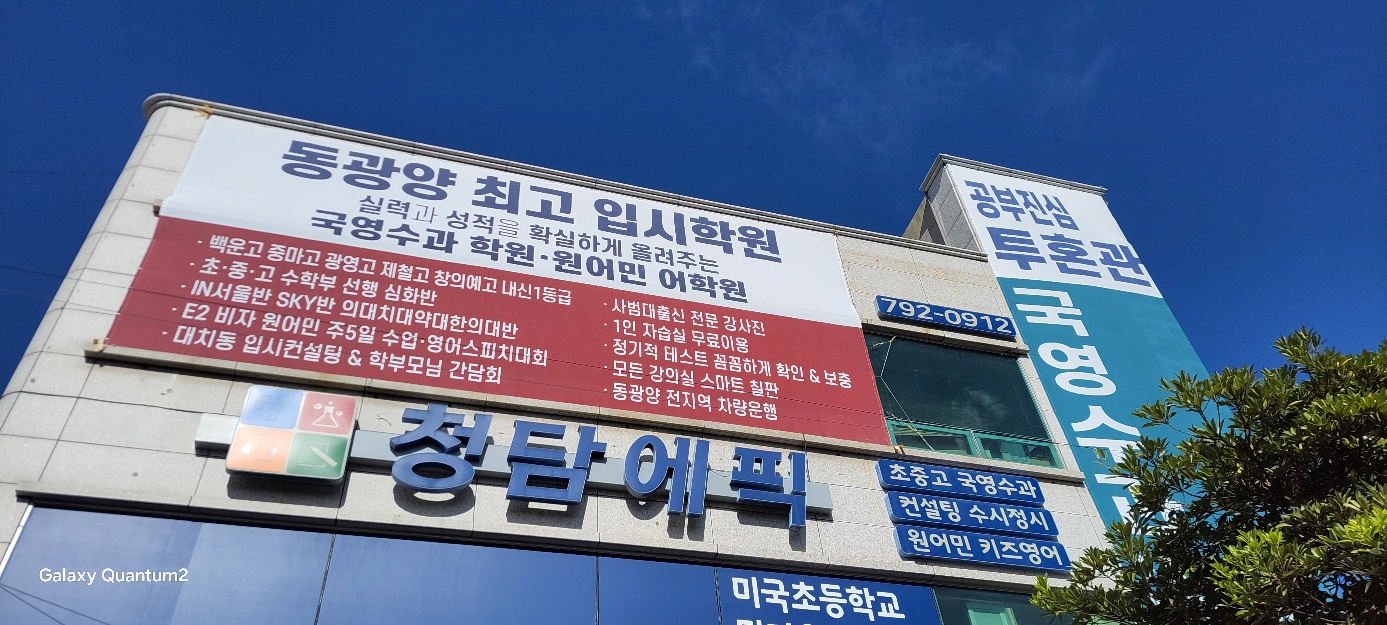 동광양 최고 입시학원
실력과 성적을 확실하게 올려주는
국영수과 학원·원어민 어학원
· 백운고 중마고 광영고 제철고 창의예고 내신1등급
· 초·중·고 수학부 선행 심화반
· IN서울반 SKY반 의대치대약대한의대반
· E2 비자 원어민 주5일 수업·영어스피치대회
· 대치동 입시컨설팅 & 학부모님 간담회
· 사범대출신 전문 강사진
· 1인 자습실 무료이용
· 정기적 테스트 꼼꼼하게 확인 & 보충
· 모든 강의실 스마트 칠판
· 동광양 전지역 차량운행
공부진심
투혼관
국영수
792-0912
청담에픽
초중고 국영수과
컨설팅 수시정시
원어민 키즈영어
미국초등학교
Galaxy Quantum2